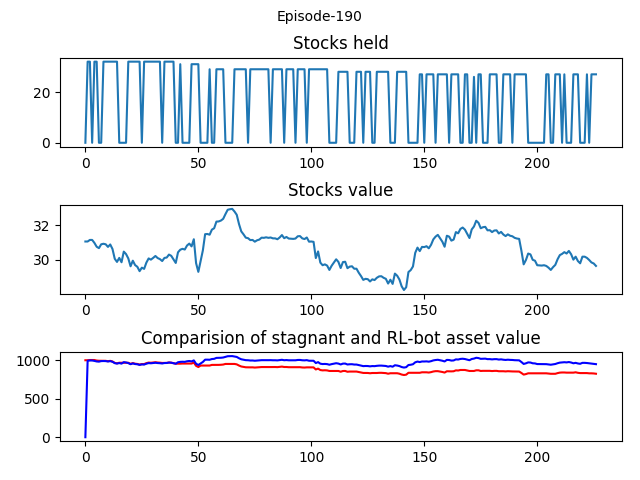 Episode-190
Stocks held
20
0
0 50 100 150 200
Stocks value
32
30
0 50 100 150 200
Comparision of stagnant and RL-bot asset value
1000
500
0
0 50 100 150 200